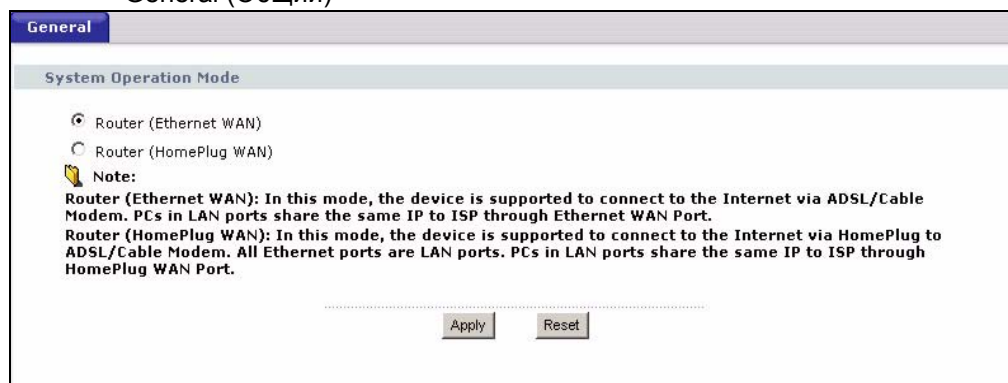 General (Общий)
General
System Operation Mode
Router (Ethernet WAN)
Router (HomePlug WAN)
Note:
Router (Ethernet WAN): In this mode, the device is supported to connect to the Internet via ADSL/Cable
Modem. PCs in LAN ports share the same IP to ISP through Ethernet WAN Port.
Router (HomePlug WAN): In this mode, the device is supported to connect to the Internet via HomePlug to
ADSL/Cable Modem. All Ethernet ports are LAN ports. PCs in LAN ports share the same IP to ISP through
HomePlug WAN Port.
Apply Reset